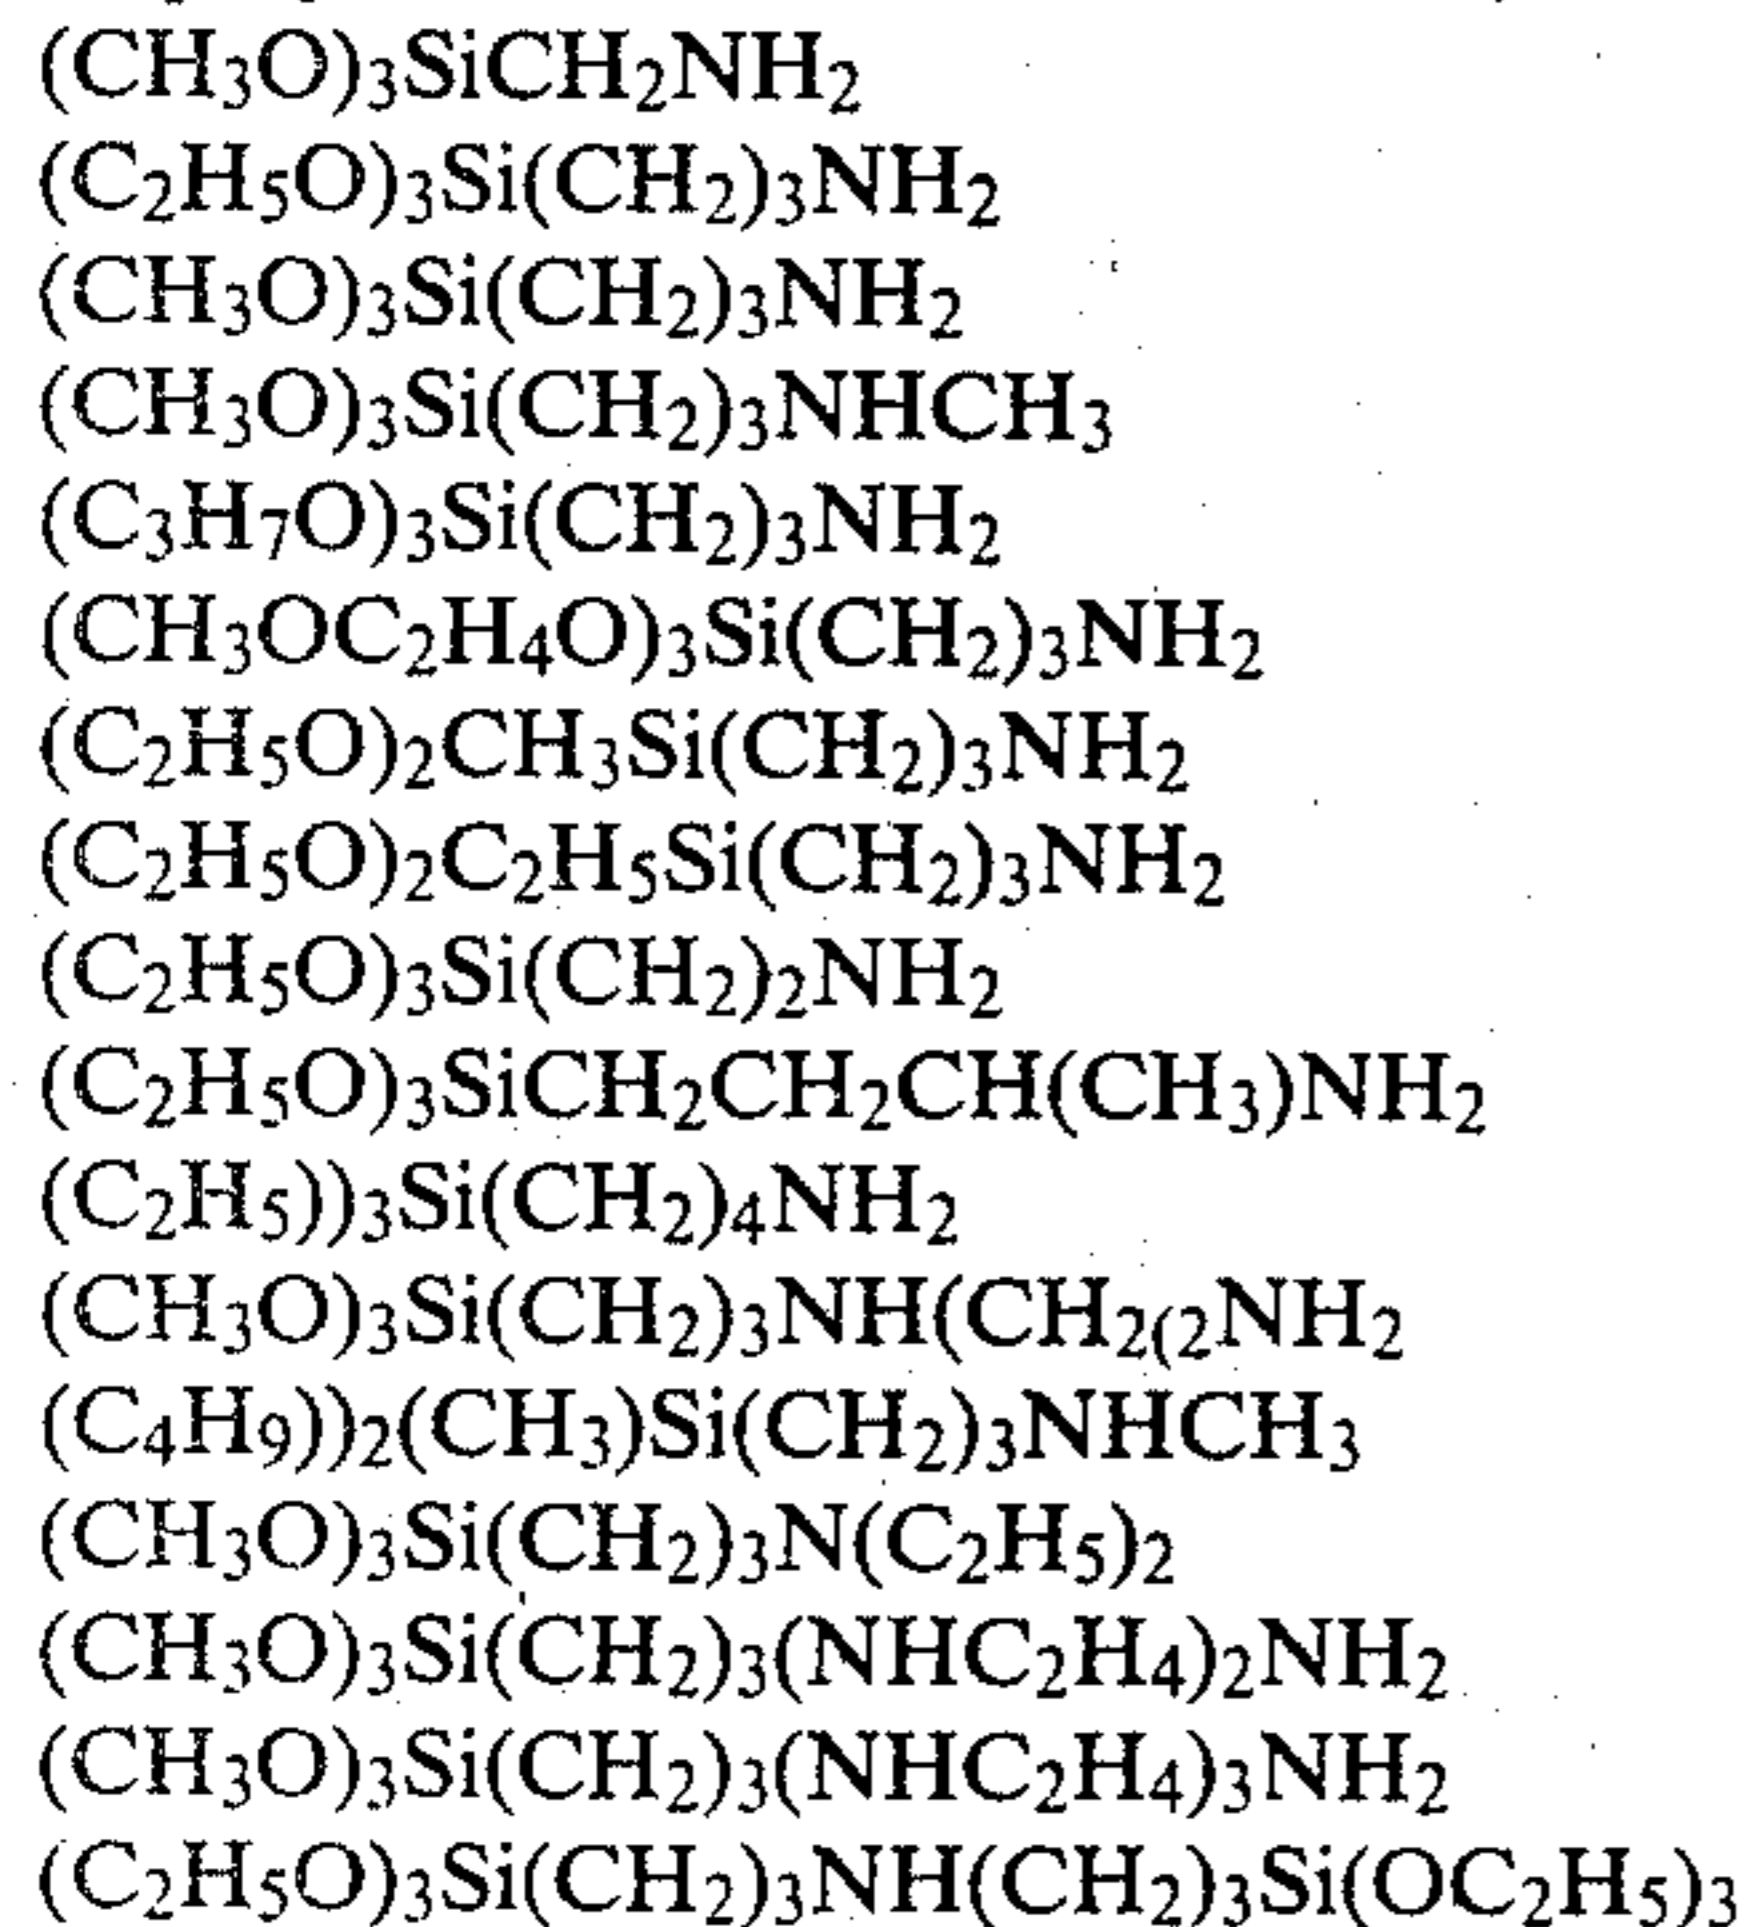 (CH₃O)₃SiCH₂NH₂
(C₂H₅O)₃Si(CH₂)₃NH₂
(CH₃O)₃Si(CH₂)₃NH₂
(CH₃O)₃Si(CH₂)₃NHCH₃
(C₃H₇O)₃Si(CH₂)₃NH₂
(CH₃OC₂H₄O)₃Si(CH₂)₃NH₂
(C₂H₅O)₂CH₃Si(CH₂)₃NH₂
(C₂H₅O)₂C₂H₅Si(CH₂)₃NH₂
(C₂H₅O)₃Si(CH₂)₂NH₂
(C₂H₅O)₃SiCH₂CH₂CH(CH₃)NH₂
(C₂H₅))₃Si(CH₂)₄NH₂
(CH₃O)₃Si(CH₂)₃NH(CH₂₍₂NH₂
(C₄H₉))₂(CH₃)Si(CH₂)₃NHCH₃
(CH₃O)₃Si(CH₂)₃N(C₂H₅)₂
(CH₃O)₃Si(CH₂)₃(NHC₂H₄)₂NH₂
(CH₃O)₃Si(CH₂)₃(NHC₂H₄)₃NH₂
(C₂H₅O)₃Si(CH₂)₃NH(CH₂)₃Si(OC₂H₅)₃